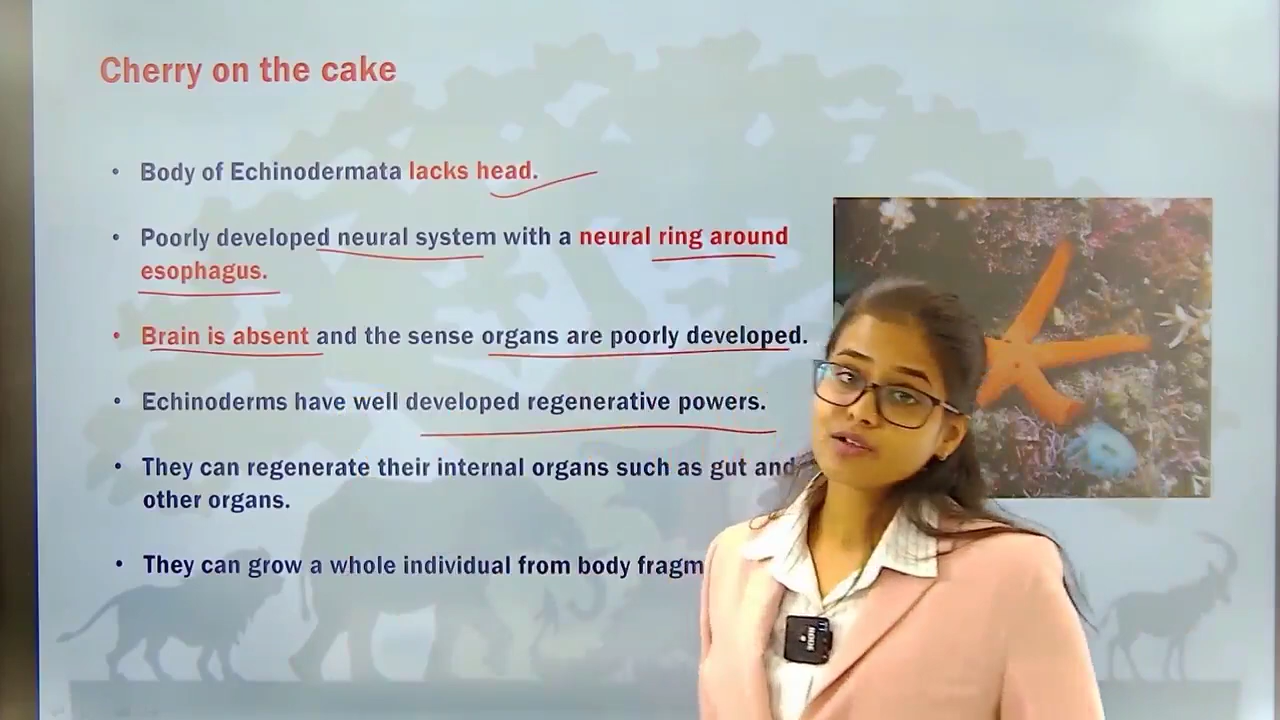 Cherry on the cake
• Body of Echinodermata lacks head.
• Poorly developed neural system with a neural ring around
esophagus.
• Brain is absent and the sense organs are poorly developed.
• Echinoderms have well developed regenerative powers.
• They can regenerate their internal organs such as gut and
other organs.
• They can grow a whole individual from body fragm
RODE